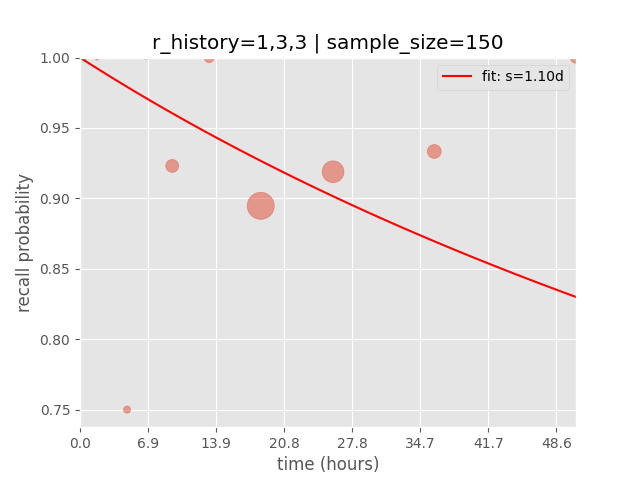 r_history=1,3,3 | sample_size=150
fit: s=1.10d
recall probability
1.00
0.95
0.90
0.85
0.80
0.75
0.0 6.9 13.9 20.8 27.8 34.7 41.7 48.6
time (hours)